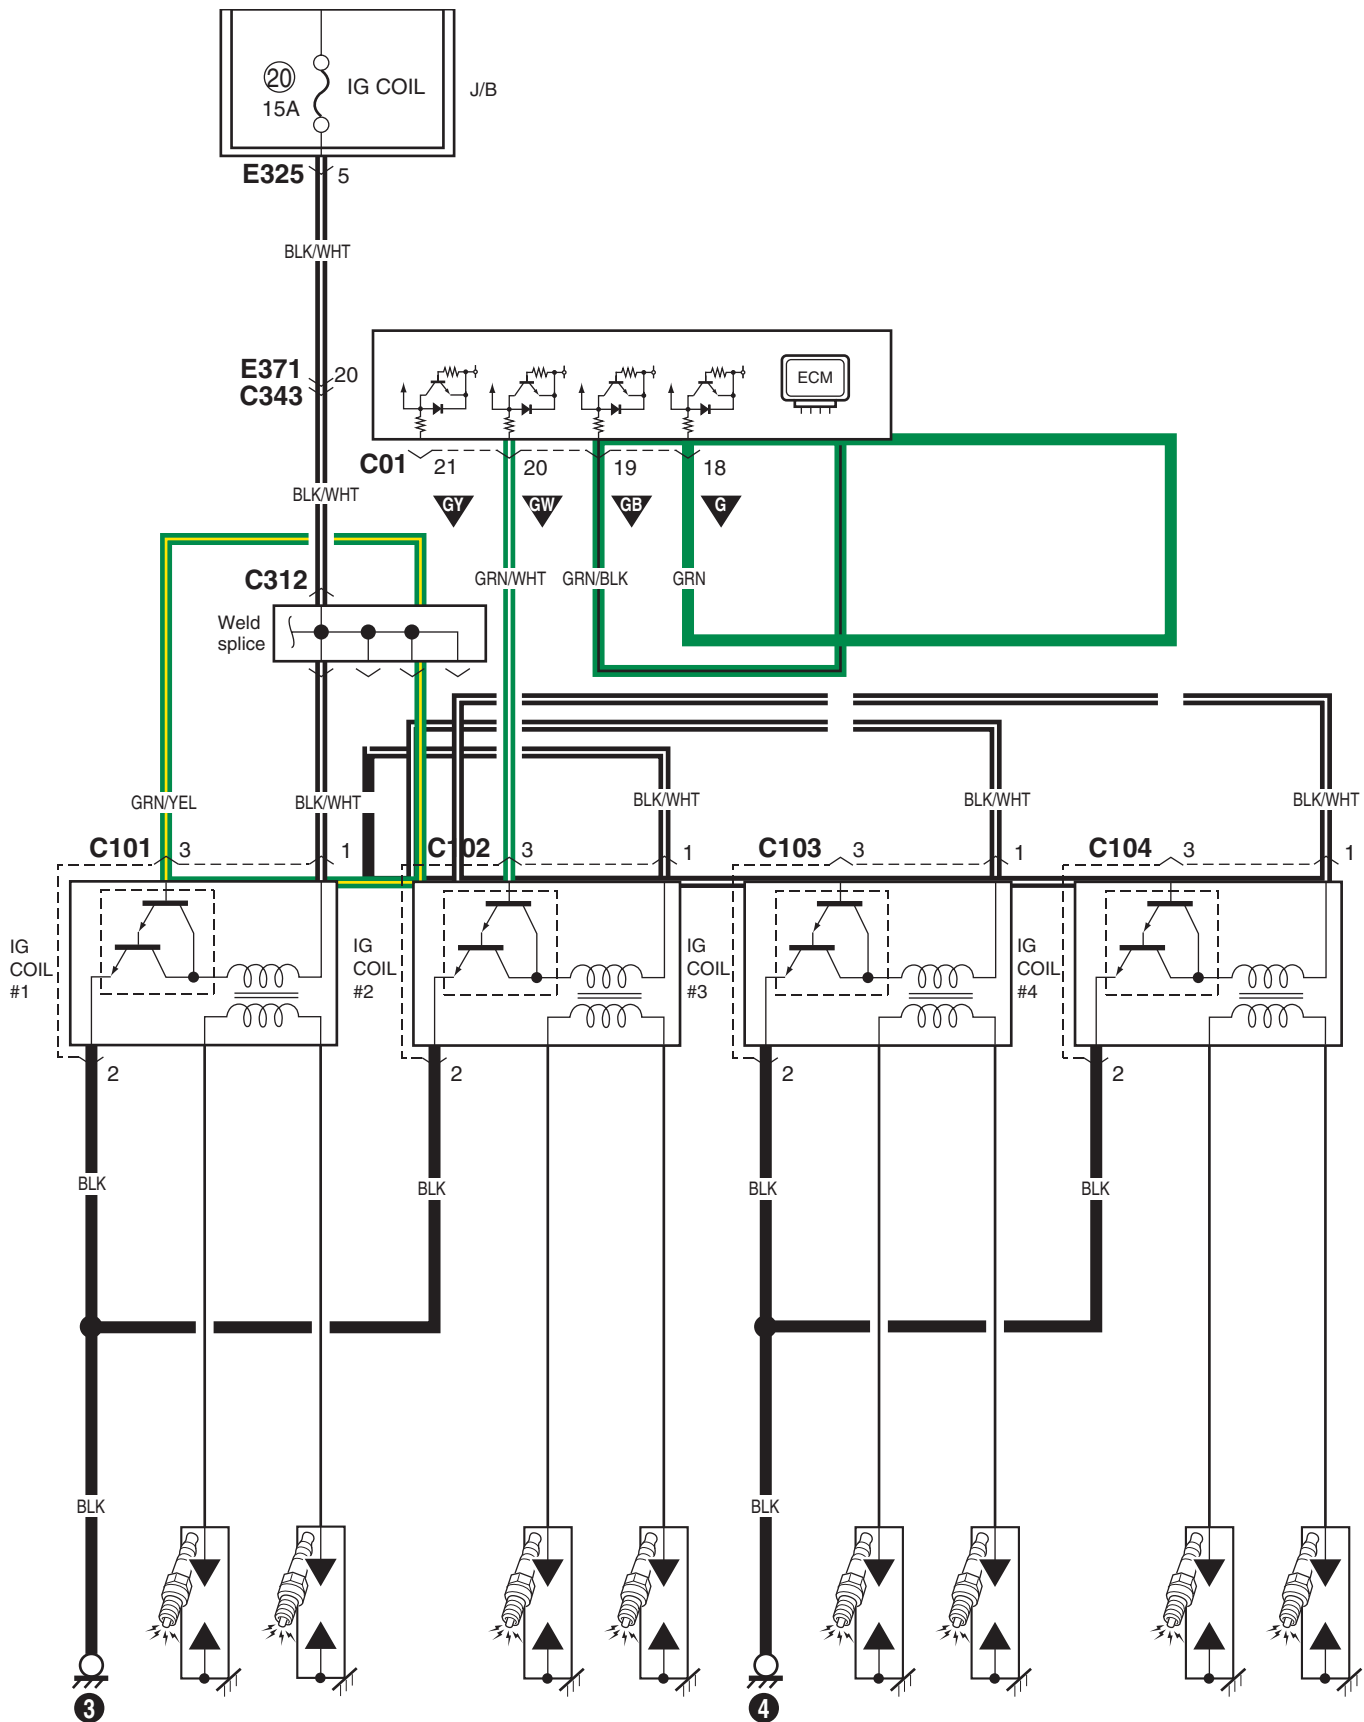 20
15A
IG COIL
J/B
E325
5
BLK/WHT
E371
C343
20
ECM
C01
21
20
19
18
GY
GW
GB
G
BLK/WHT
GRN/WHT
GRN/BLK
GRN
C312
Weld
splice
GRN/YEL
BLK/WHT
BLK/WHT
BLK/WHT
BLK/WHT
C101
3
1
C102
3
1
C103
3
1
C104
3
1
IG
COIL
#1
IG
COIL
#2
IG
COIL
#3
IG
COIL
#4
2
2
2
2
BLK
BLK
BLK
BLK
BLK
BLK
3
4